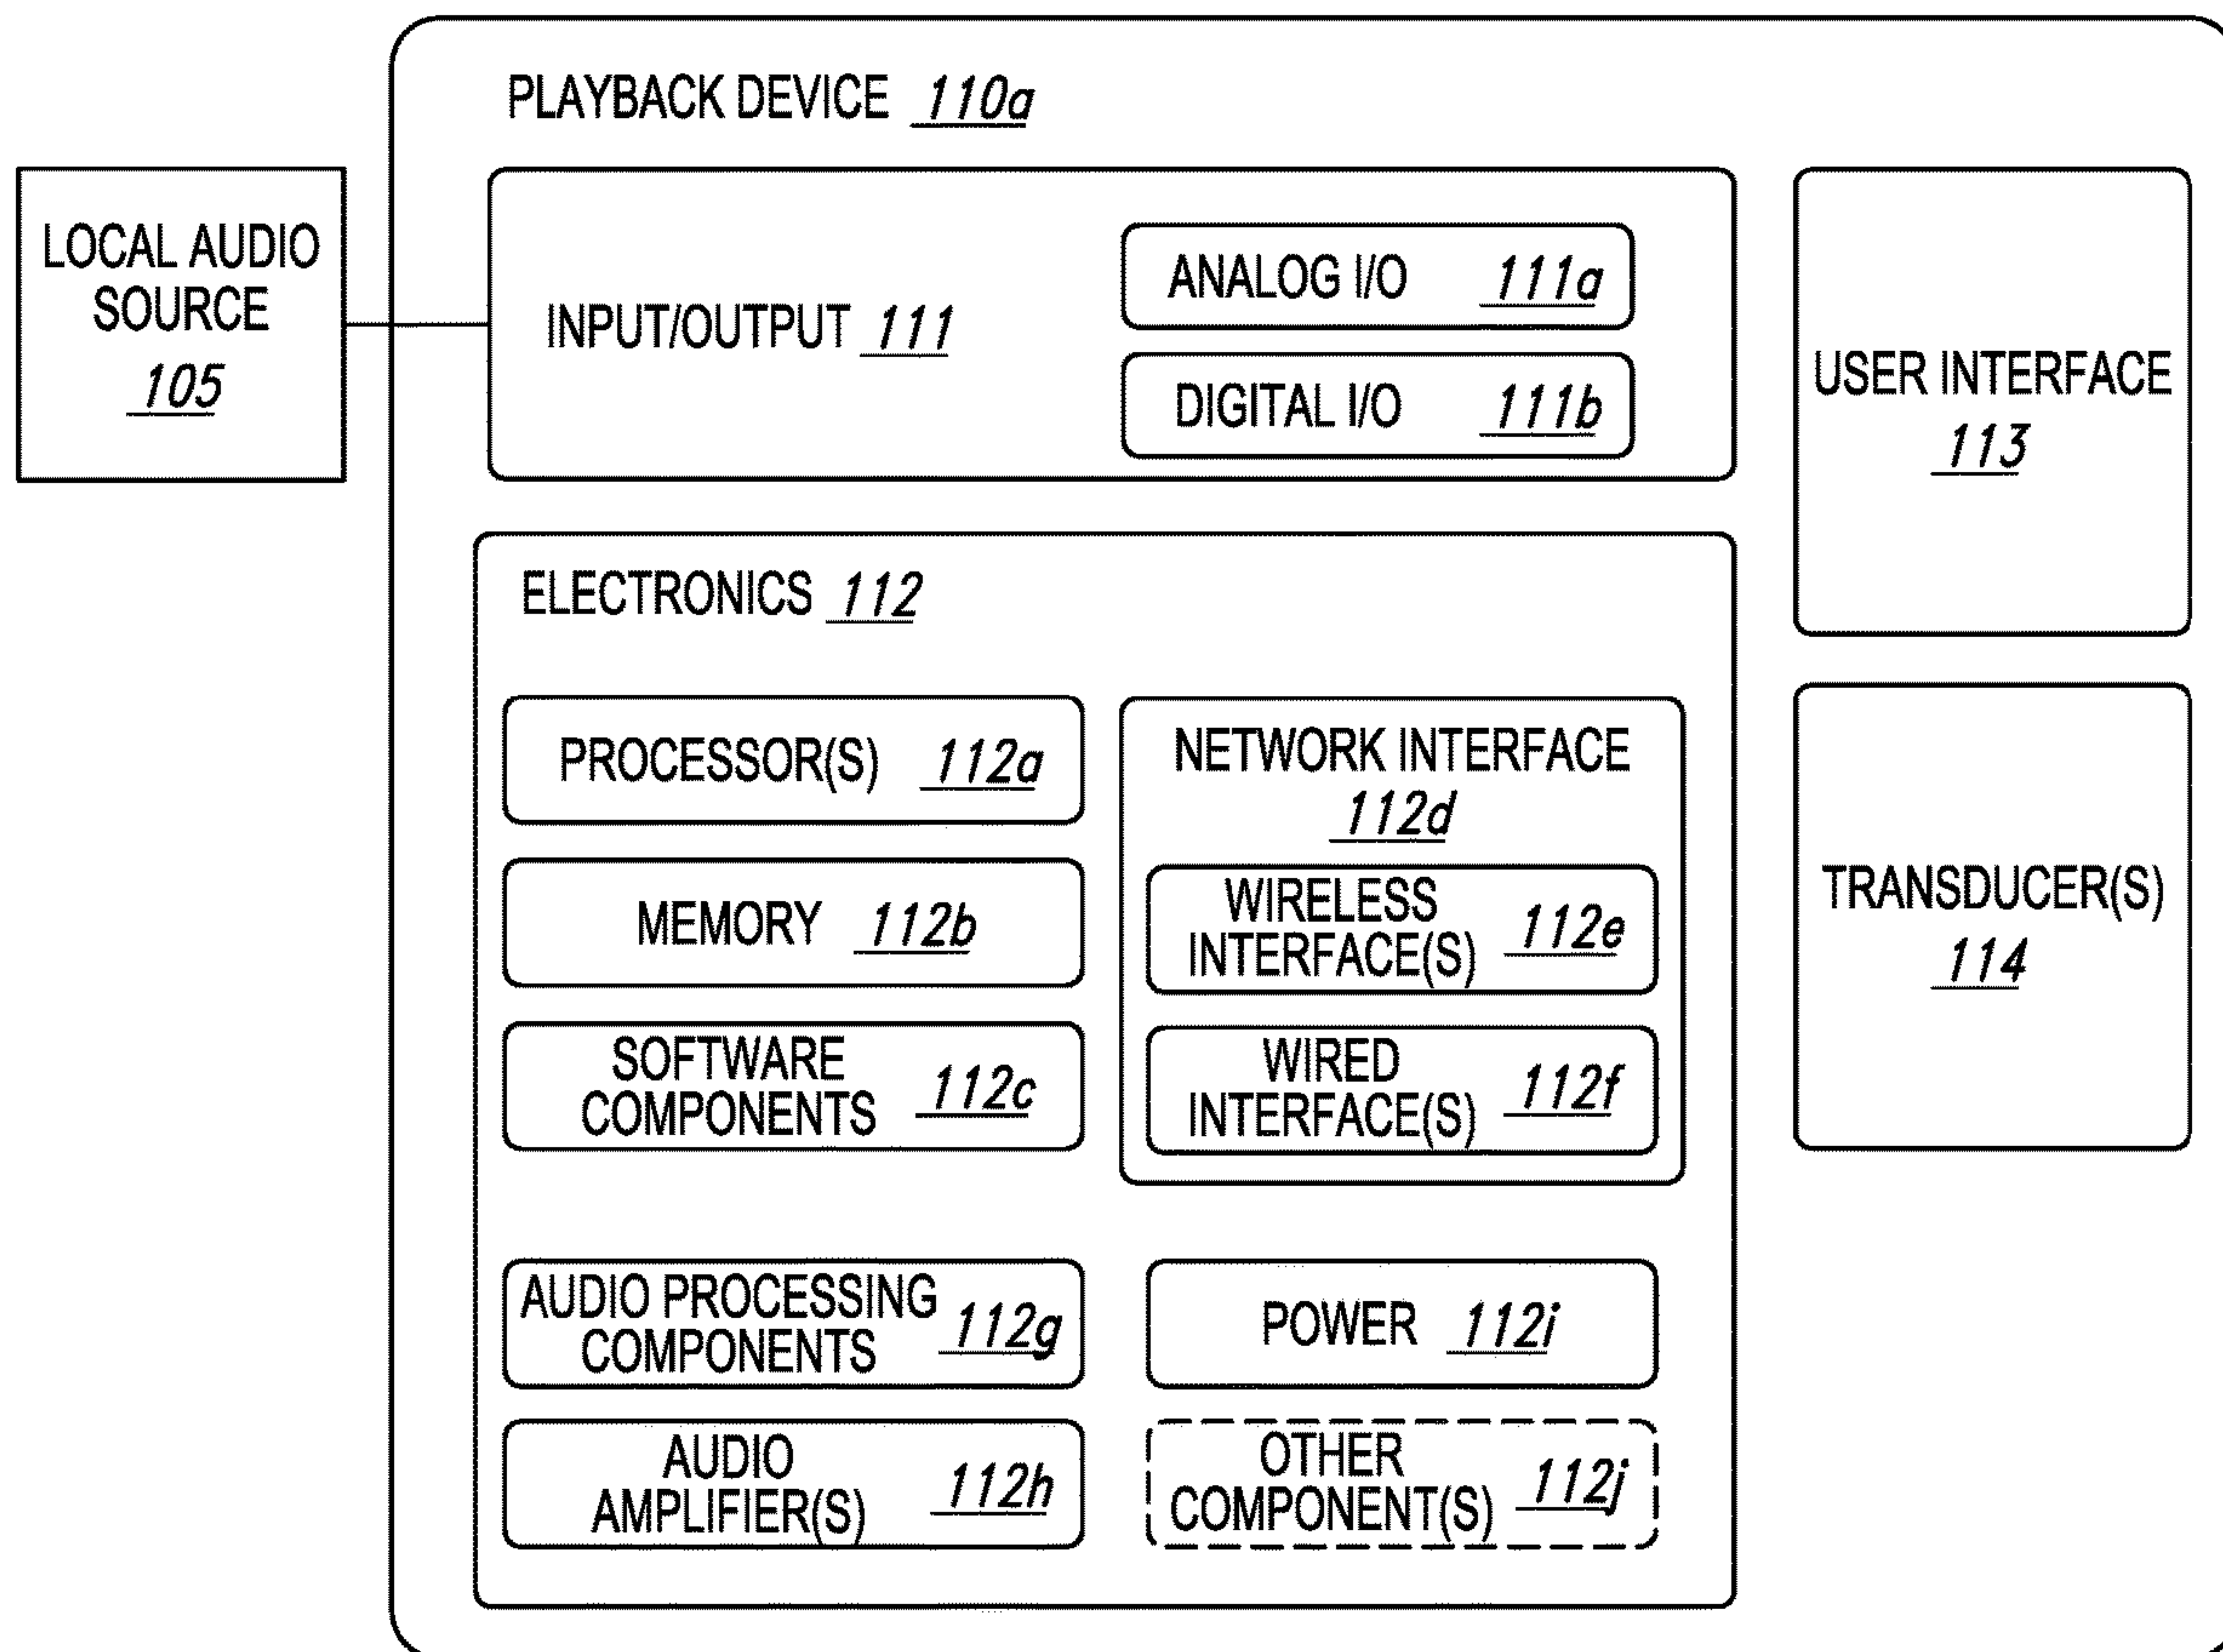 PLAYBACK DEVICE 110a
LOCAL AUDIO
SOURCE
105
INPUT/OUTPUT 111
ANALOG I/O 111a
DIGITAL I/O 111b
USER INTERFACE
113
ELECTRONICS 112
PROCESSOR(S) 112a
MEMORY 112b
SOFTWARE
COMPONENTS 112c
NETWORK INTERFACE
112d
WIRELESS
INTERFACE(S) 112e
WIRED
INTERFACE(S) 112f
TRANSDUCER(S)
114
AUDIO PROCESSING
COMPONENTS 112g
POWER 112i
AUDIO
AMPLIFIER(S) 112h
OTHER
COMPONENT(S) 112j